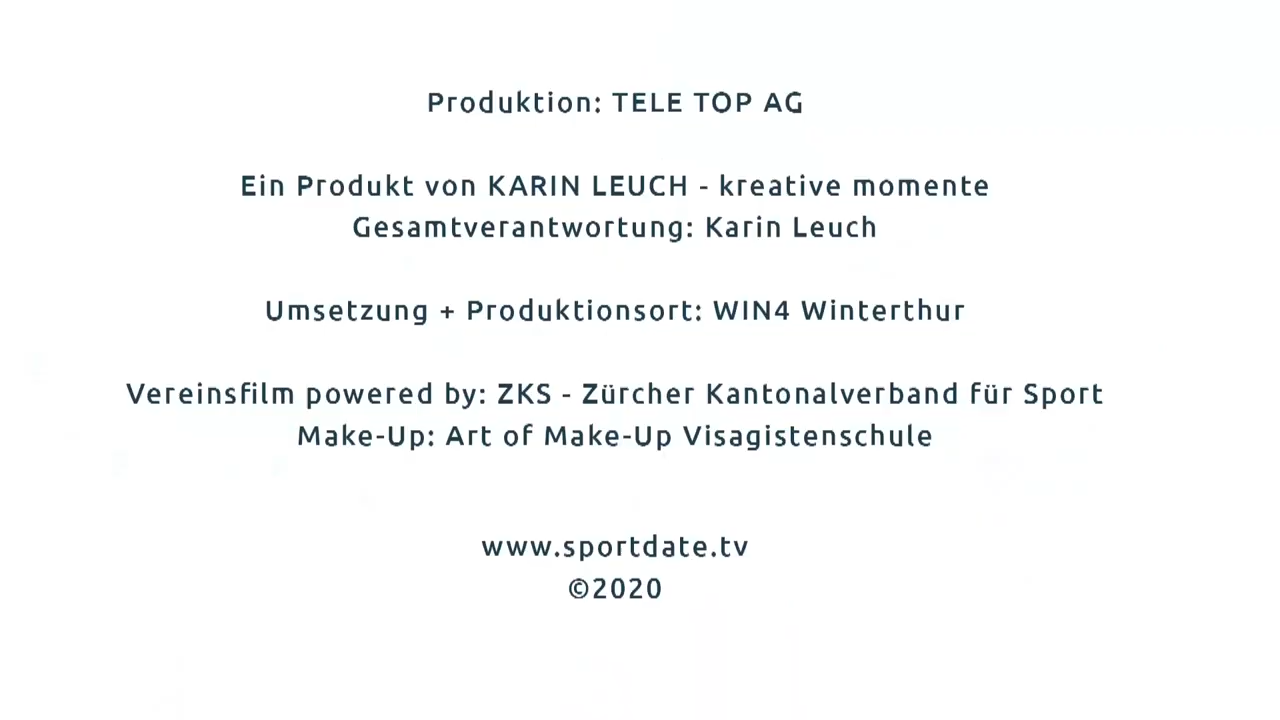 Produktion: TELE TOP AG
Ein Produkt von KARIN LEUCH - kreative momente
Gesamtverantwortung: Karin Leuch
Umsetzung + Produktionsort: WIN4 Winterthur
Vereinsfilm powered by: ZKS - Zürcher Kantonalverband für Sport
Make-Up: Art of Make-Up Visagistenschule
www.sportdate.tv
©2020